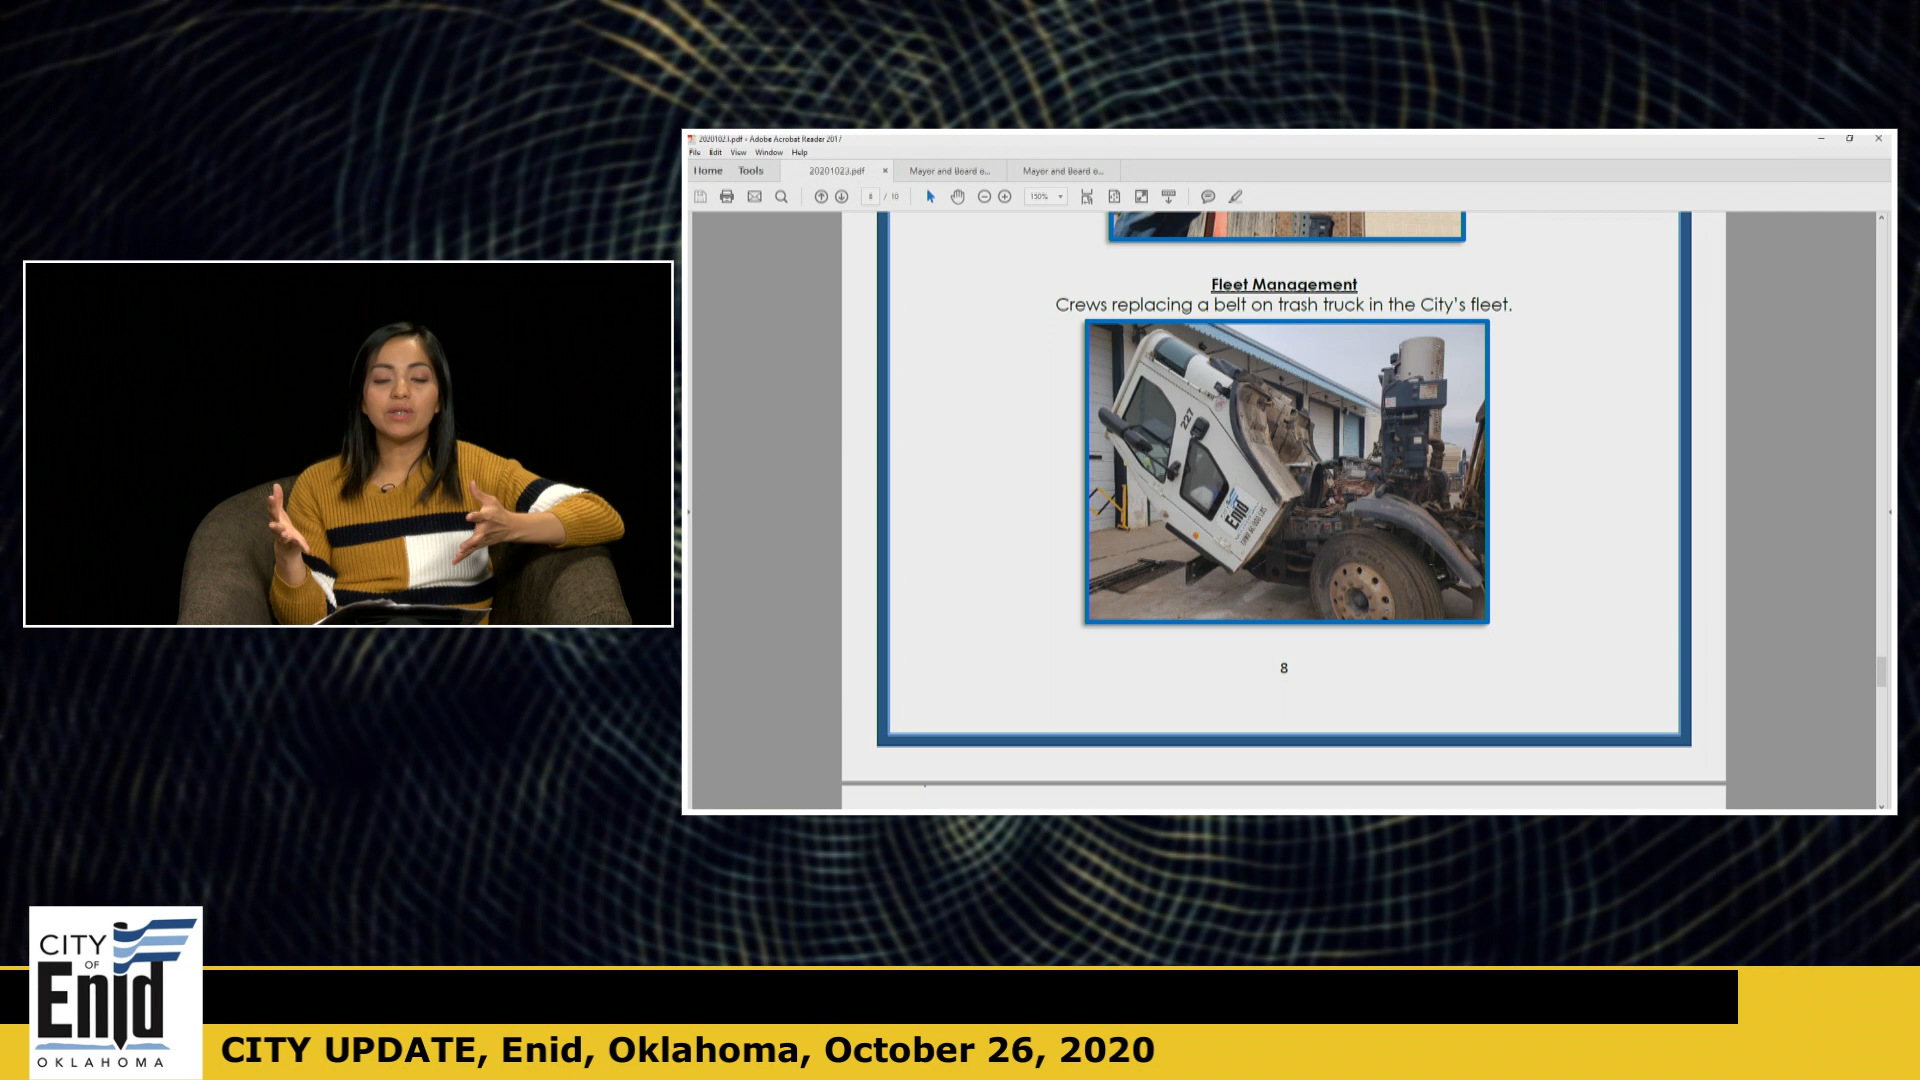 20201023.pdf - Adobe Acrobat Reader 2017
File Edit View Window Help
Home Tools 20201023.pdf × Mayor and Board o... Mayor and Board o...
8 / 10 150%
Fleet Management
Crews replacing a belt on trash truck in the City's fleet.
227
Enid
8
CITY
OF
Enid
OKLAHOMA
CITY UPDATE, Enid, Oklahoma, October 26, 2020